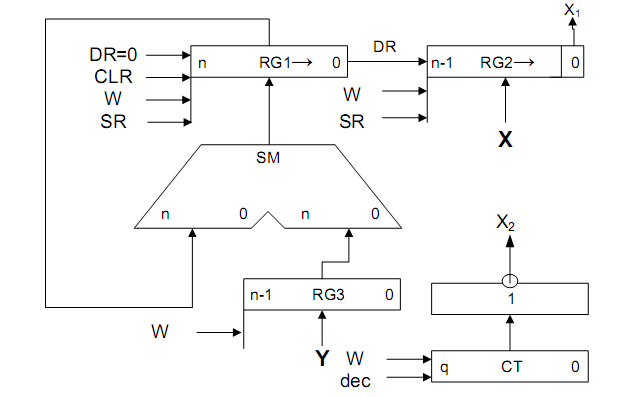 X1
DR=0
n RG1→ 0
DR
n-1 RG2→ 0
CLR
W
W
SR
SR
X
SM
n 0 n 0
X2
n-1 RG3 0
1
W
Y
W
dec
q CT 0